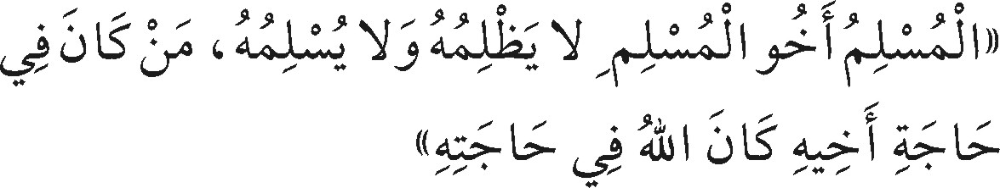 «الْمُسْلِمُ أَخُو الْمُسْلِمِ لا يَظْلِمُهُ وَلا يُسْلِمُهُ، مَنْ كَانَ فِي
حَاجَةِ أَخِيهِ كَانَ اللهُ فِي حَاجَتِهِ»